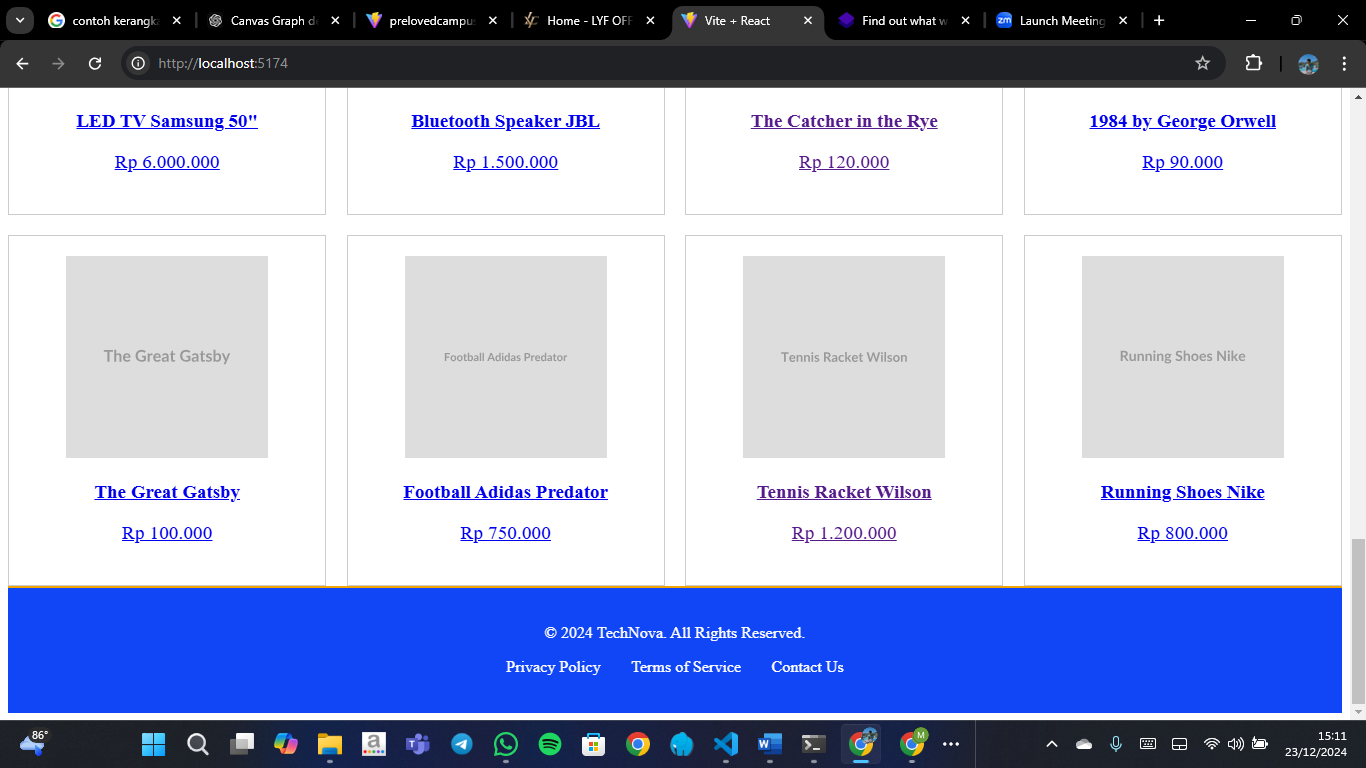 contoh kerangka
Canvas Graph de
prelovedcampus
Home - LYF OFF
Vite + React
Find out what w
Launch Meeting
http://localhost:5174
LED TV Samsung 50" Bluetooth Speaker JBL The Catcher in the Rye 1984 by George Orwell
Rp 6.000.000 Rp 1.500.000 Rp 120.000 Rp 90.000
The Great Gatsby Football Adidas Predator Tennis Racket Wilson Running Shoes Nike
The Great Gatsby Football Adidas Predator Tennis Racket Wilson Running Shoes Nike
Rp 100.000 Rp 750.000 Rp 1.200.000 Rp 800.000
© 2024 TechNova. All Rights Reserved.
Privacy Policy Terms of Service Contact Us
86°
15:11
23/12/2024